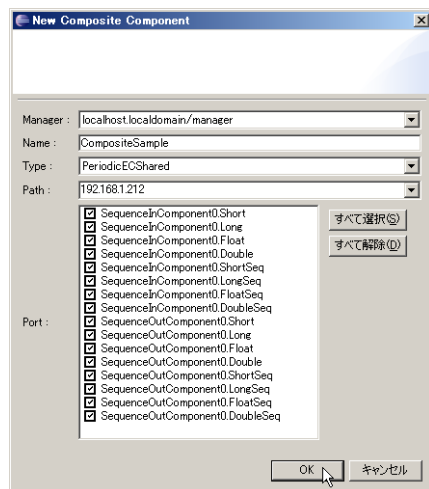 New Composite Component
Manager : localhost.localdomain/manager
Name : CompositeSample
Type : PeriodicECShared
Path : 192.168.1.212
Port :
SequenceInComponent0.Short
SequenceInComponent0.Long
SequenceInComponent0.Float
SequenceInComponent0.Double
SequenceInComponent0.ShortSeq
SequenceInComponent0.LongSeq
SequenceInComponent0.FloatSeq
SequenceInComponent0.DoubleSeq
SequenceOutComponent0.Short
SequenceOutComponent0.Long
SequenceOutComponent0.Float
SequenceOutComponent0.Double
SequenceOutComponent0.ShortSeq
SequenceOutComponent0.LongSeq
SequenceOutComponent0.FloatSeq
SequenceOutComponent0.DoubleSeq
すべて選択(S)
すべて解除(D)
OK
キャンセル